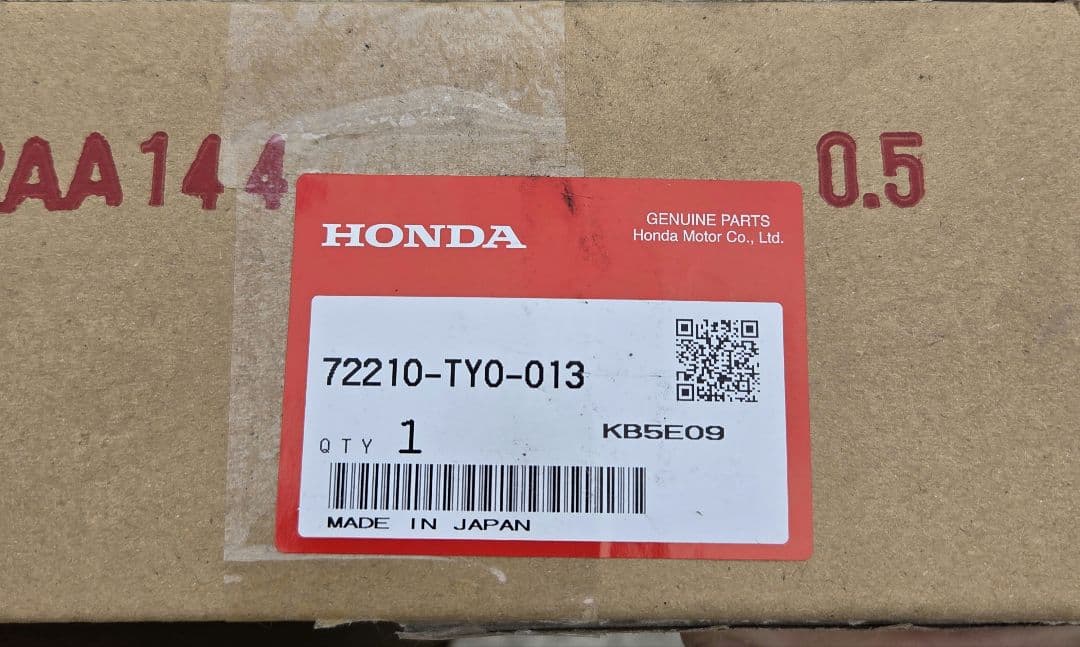 AA144
0.5
HONDA
GENUINE PARTS
Honda Motor Co., Ltd.
72210-TY0-013
QTY 1
KB5E09
MADE IN JAPAN